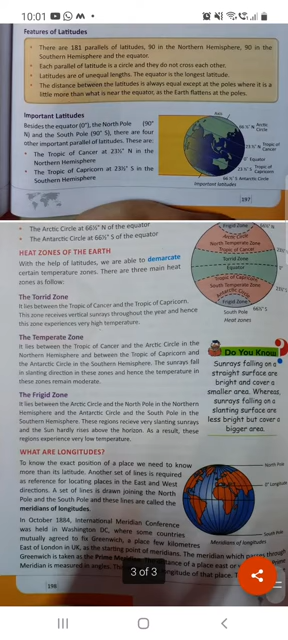 10:01
Features of Latitudes
• There are 181 parallels of latitudes, 90 in the Northern Hemisphere, 90 in
the Southern Hemisphere and the equator.
• Each parallel of latitude is a circle and they do not cross each other.
• Latitudes are of unequal lengths. The equator is the longest latitude.
• The distance between the latitudes is always equal except at the poles where it is a
little more than what is near the equator, as the Earth flattens at the poles.
Important Latitudes
Besides the equator (0°), the North Pole (90°
N) and the South Pole (90° S), there are four
other important parallel of latitudes. These are:
• The Tropic of Cancer at 23½° N in the
Northern Hemisphere
• The Tropic of Capricorn at 23½° S in the
Southern Hemisphere
Axis
66½° N Arctic
Circle
23½° N Tropic of
Cancer
0° Equator
23½° S Tropic of
Capricorn
66½° S Antarctic Circle
Important latitudes
197
• The Arctic Circle at 66½° N of the equator
• The Antarctic Circle at 66½° S of the equator
HEAT ZONES OF THE EARTH
With the help of latitudes, we are able to demarcate
certain temperature zones. There are three main heat
zones as follow:
The Torrid Zone
It lies between the Tropic of Cancer and the Tropic of Capricorn.
This zone receives vertical sunrays throughout the year and hence
this zone experiences very high temperature.
The Temperate Zone
It lies between the Tropic of Cancer and the Arctic Circle in
the Northern Hemisphere and between the Tropic of Capricorn and
the Antarctic Circle in the Southern Hemisphere. The sunrays fall
in slanting direction in these zones and hence the temperature in
these zones remain moderate.
The Frigid Zone
It lies between the Arctic Circle and the North Pole in the Northern
Hemisphere and the Antarctic Circle and the South Pole in the
Southern Hemisphere. These regions recieve very slanting sunrays
and the Sun hardly rises above the horizon. As a result, these
regions experience very low temperature.
Frigid Zone
Arctic Circle
North Temperate Zone
Tropic of Cancer
Torrid Zone
Equator
Tropic of Capricorn
South Temperate Zone
Antarctic Circle
Frigid Zone
66½°S
South Pole
Heat zones
Do You Know
Sunrays falling on a
straight surface are
bright and cover a
smaller area. Whereas,
sunrays falling on a
slanting surface are
less bright but cover a
bigger area.
WHAT ARE LONGITUDES?
To know the exact position of a place we need to know
more than its latitude. Another set of lines is required
as reference for locating places in the East and West
directions. A set of lines is drawn joining the North
Pole and the South Pole and these lines are called the
meridians of longitudes.
In October 1884, International Meridian Conference
was held in Washington DC, where some countries
mutually agreed to fix Greenwich, a place few kilometres
East of London in UK, as the starting point of meridians. The meridian which passes through
Greenwich is taken as the Prime
Meridian is measured in angles.
North Pole
0° Longitude
South Pole
Meridians of longitudes
3 of 3
198